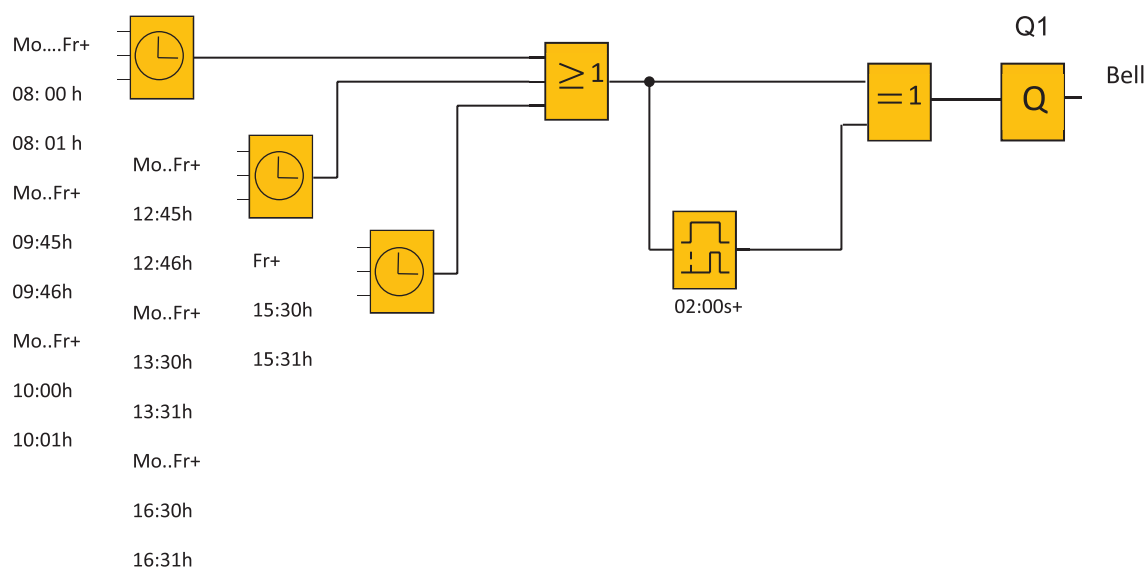 Mo....Fr+
08: 00 h
08: 01 h
Mo..Fr+
09:45h
09:46h
Mo..Fr+
10:00h
10:01h
Mo..Fr+
12:45h
12:46h
Mo..Fr+
13:30h
13:31h
Mo..Fr+
16:30h
16:31h
Fr+
15:30h
15:31h
≥1
02:00s+
=1
Q1
Q
Bell